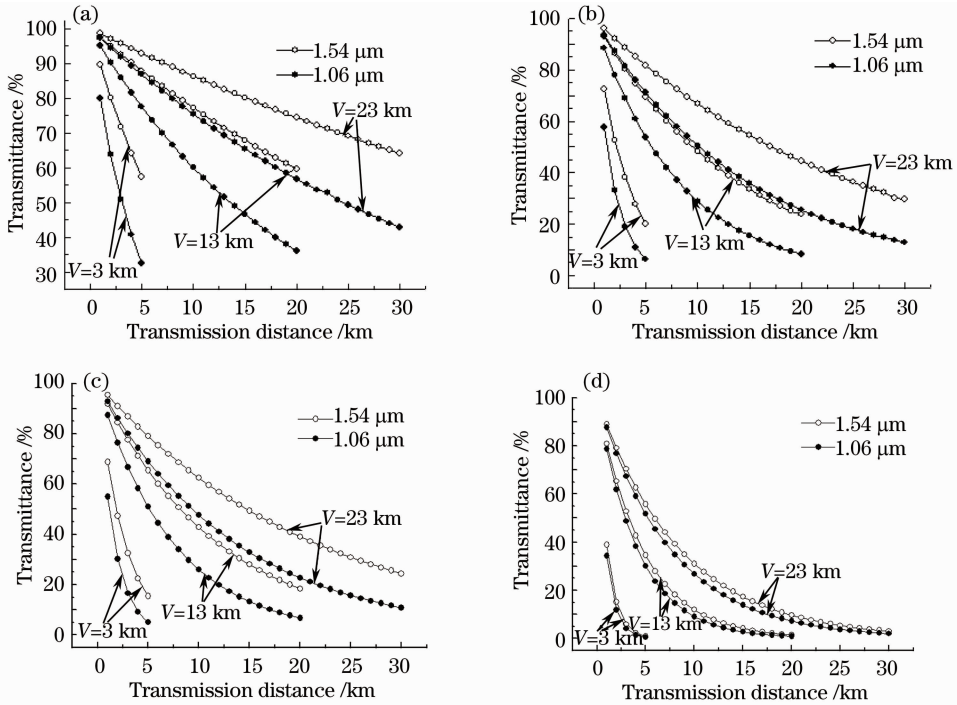 (a)
100
90
80
70
60
50
40
30
Transmittance /%
1.54 μm
1.06 μm
V=23 km
V=13 km
V=3 km
0 5 10 15 20 25 30
Transmission distance /km
(b)
100
80
60
40
20
0
Transmittance /%
1.54 μm
1.06 μm
V=23 km
V=13 km
V=3 km
0 5 10 15 20 25 30
Transmission distance /km
(c)
100
80
60
40
20
0
Transmittance /%
1.54 μm
1.06 μm
V=23 km
V=13 km
V=3 km
0 5 10 15 20 25 30
Transmission distance /km
(d)
100
80
60
40
20
0
Transmittance /%
1.54 μm
1.06 μm
V=23 km
V=13 km
V=3 km
0 5 10 15 20 25 30
Transmission distance /km